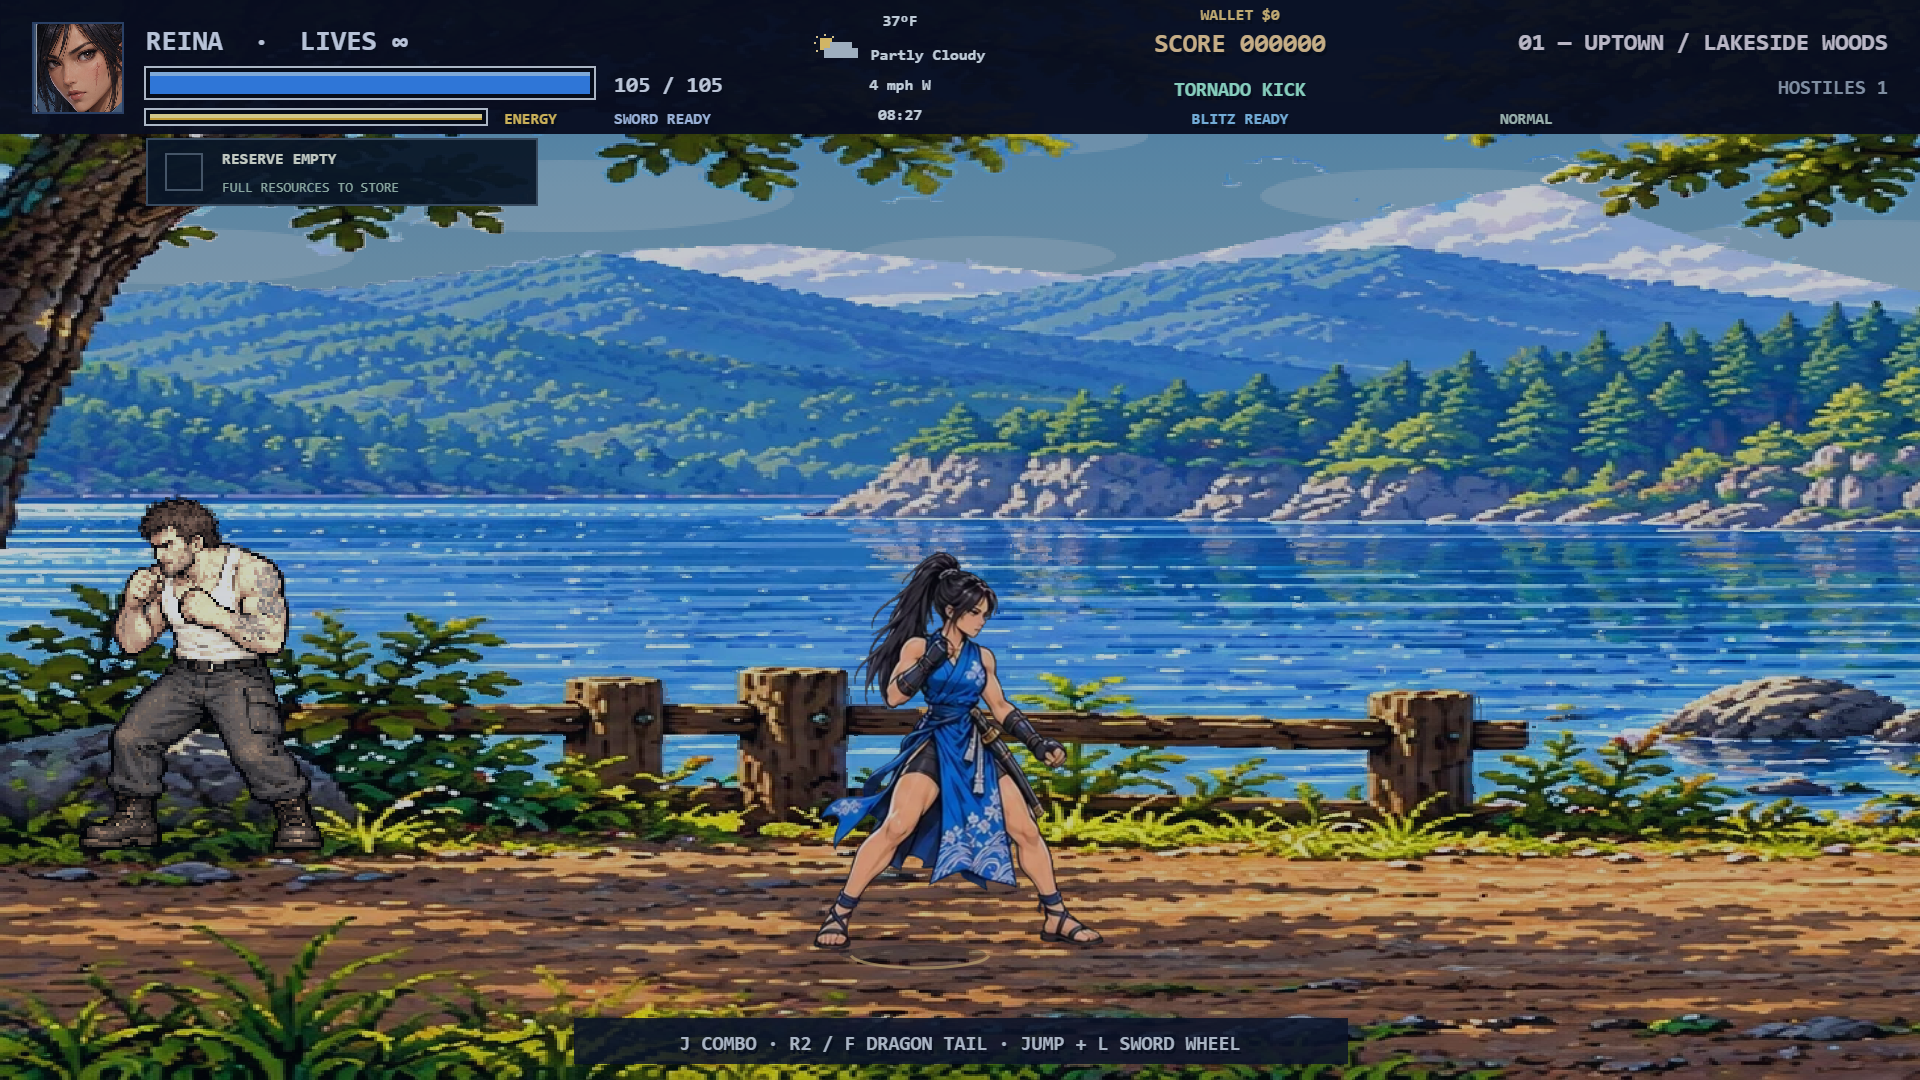 REINA · LIVES ∞
105 / 105
ENERGY
SWORD READY
RESERVE EMPTY
FULL RESOURCES TO STORE
37ºF
Partly Cloudy
4 mph W
08:27
WALLET $0
SCORE 000000
TORNADO KICK
BLITZ READY
01 — UPTOWN / LAKESIDE WOODS
HOSTILES 1
NORMAL
J COMBO · R2 / F DRAGON TAIL · JUMP + L SWORD WHEEL